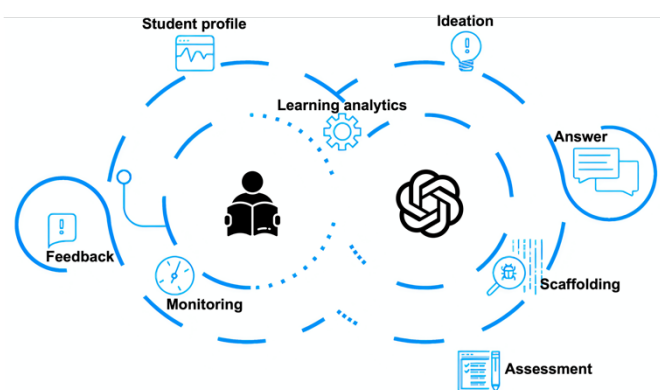 Ideation
Student profile
Learning analytics
Answer
Feedback
Scaffolding
Monitoring
Assessment